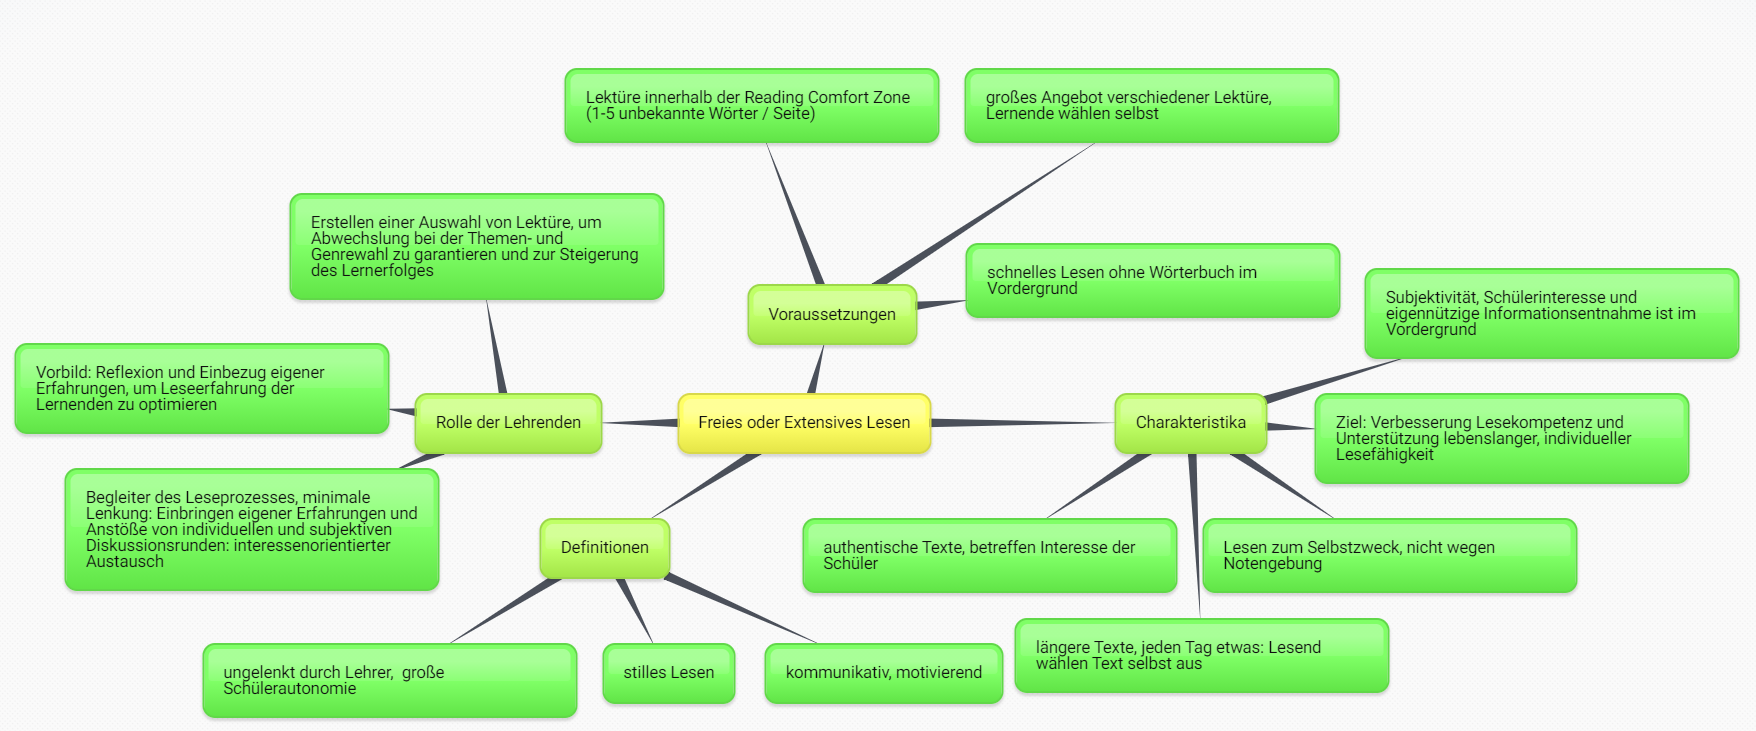 Lektüre innerhalb der Reading Comfort Zone
(1-5 unbekannte Wörter / Seite)
großes Angebot verschiedener Lektüre,
Lernende wählen selbst
Erstellen einer Auswahl von Lektüre, um
Abwechslung bei der Themen- und
Genrewahl zu garantieren und zur Steigerung
des Lernerfolges
schnelles Lesen ohne Wörterbuch im
Vordergrund
Subjektivität, Schülerinteresse und
eigennützige Informationsentnahme ist im
Vordergrund
Voraussetzungen
Vorbild: Reflexion und Einbezug eigener
Erfahrungen, um Leseerfahrung der
Lernenden zu optimieren
Rolle der Lehrenden
Freies oder Extensives Lesen
Charakteristika
Ziel: Verbesserung Lesekompetenz und
Unterstützung lebenslanger, individueller
Lesefähigkeit
Begleiter des Leseprozesses, minimale
Lenkung: Einbringen eigener Erfahrungen und
Anstöße von individuellen und subjektiven
Diskussionsrunden: interessenorientierter
Austausch
Definitionen
authentische Texte, betreffen Interesse der
Schüler
Lesen zum Selbstzweck, nicht wegen
Notengebung
ungelenkt durch Lehrer,  große
Schülerautonomie
stilles Lesen
kommunikativ, motivierend
längere Texte, jeden Tag etwas: Lesend
wählen Text selbst aus